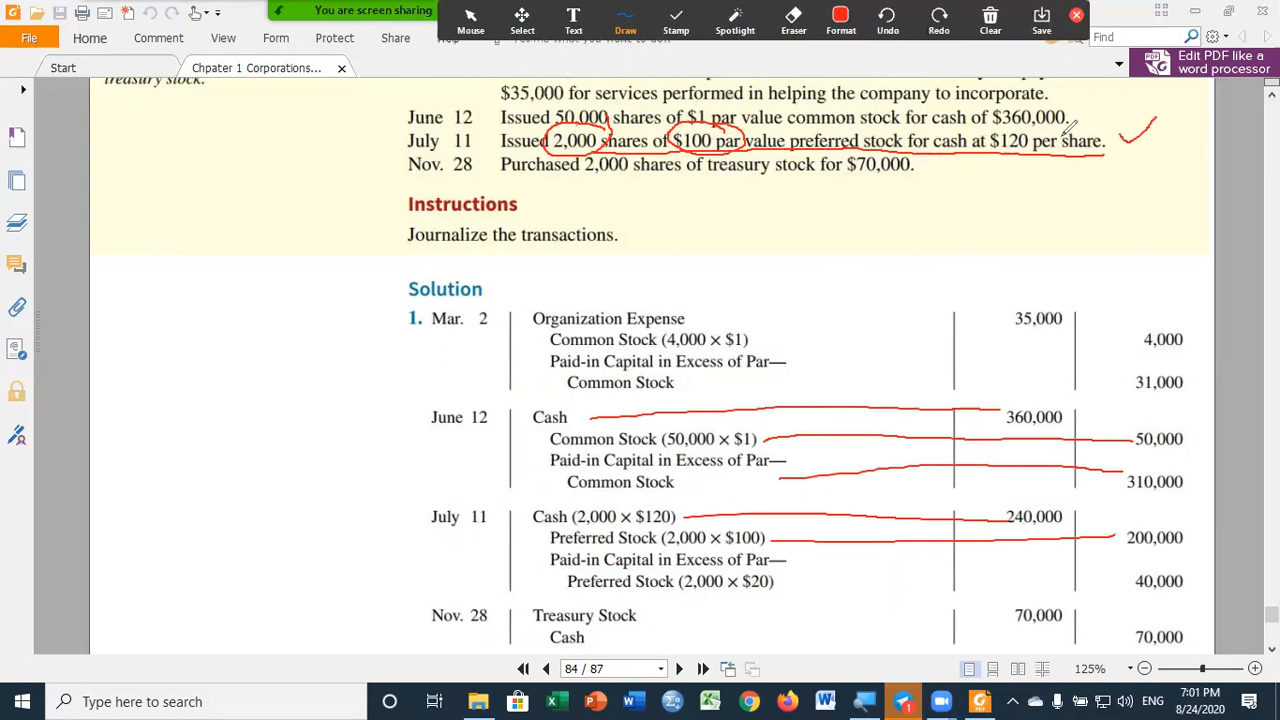 You are screen sharing
Mouse
Select
Text
Draw
Stamp
Spotlight
Eraser
Format
Undo
Redo
Clear
Save
File
Home
Comment
View
Form
Protect
Share
Help
Find
Start
Chpater 1 Corporations...
Edit PDF like a
word processor
treasury stock.
$35,000 for services performed in helping the company to incorporate.
June 12 Issued 50,000 shares of $1 par value common stock for cash of $360,000.
July 11 Issued 2,000 shares of $100 par value preferred stock for cash at $120 per share.
Nov. 28 Purchased 2,000 shares of treasury stock for $70,000.
Instructions
Journalize the transactions.
Solution
1. Mar. 2 Organization Expense 35,000
Common Stock (4,000 × $1) 4,000
Paid-in Capital in Excess of Par—
Common Stock 31,000
June 12 Cash 360,000
Common Stock (50,000 × $1) 50,000
Paid-in Capital in Excess of Par—
Common Stock 310,000
July 11 Cash (2,000 × $120) 240,000
Preferred Stock (2,000 × $100) 200,000
Paid-in Capital in Excess of Par—
Preferred Stock (2,000 × $20) 40,000
Nov. 28 Treasury Stock 70,000
Cash 70,000
84 / 87
125%
Type here to search
ENG
7:01 PM
8/24/2020